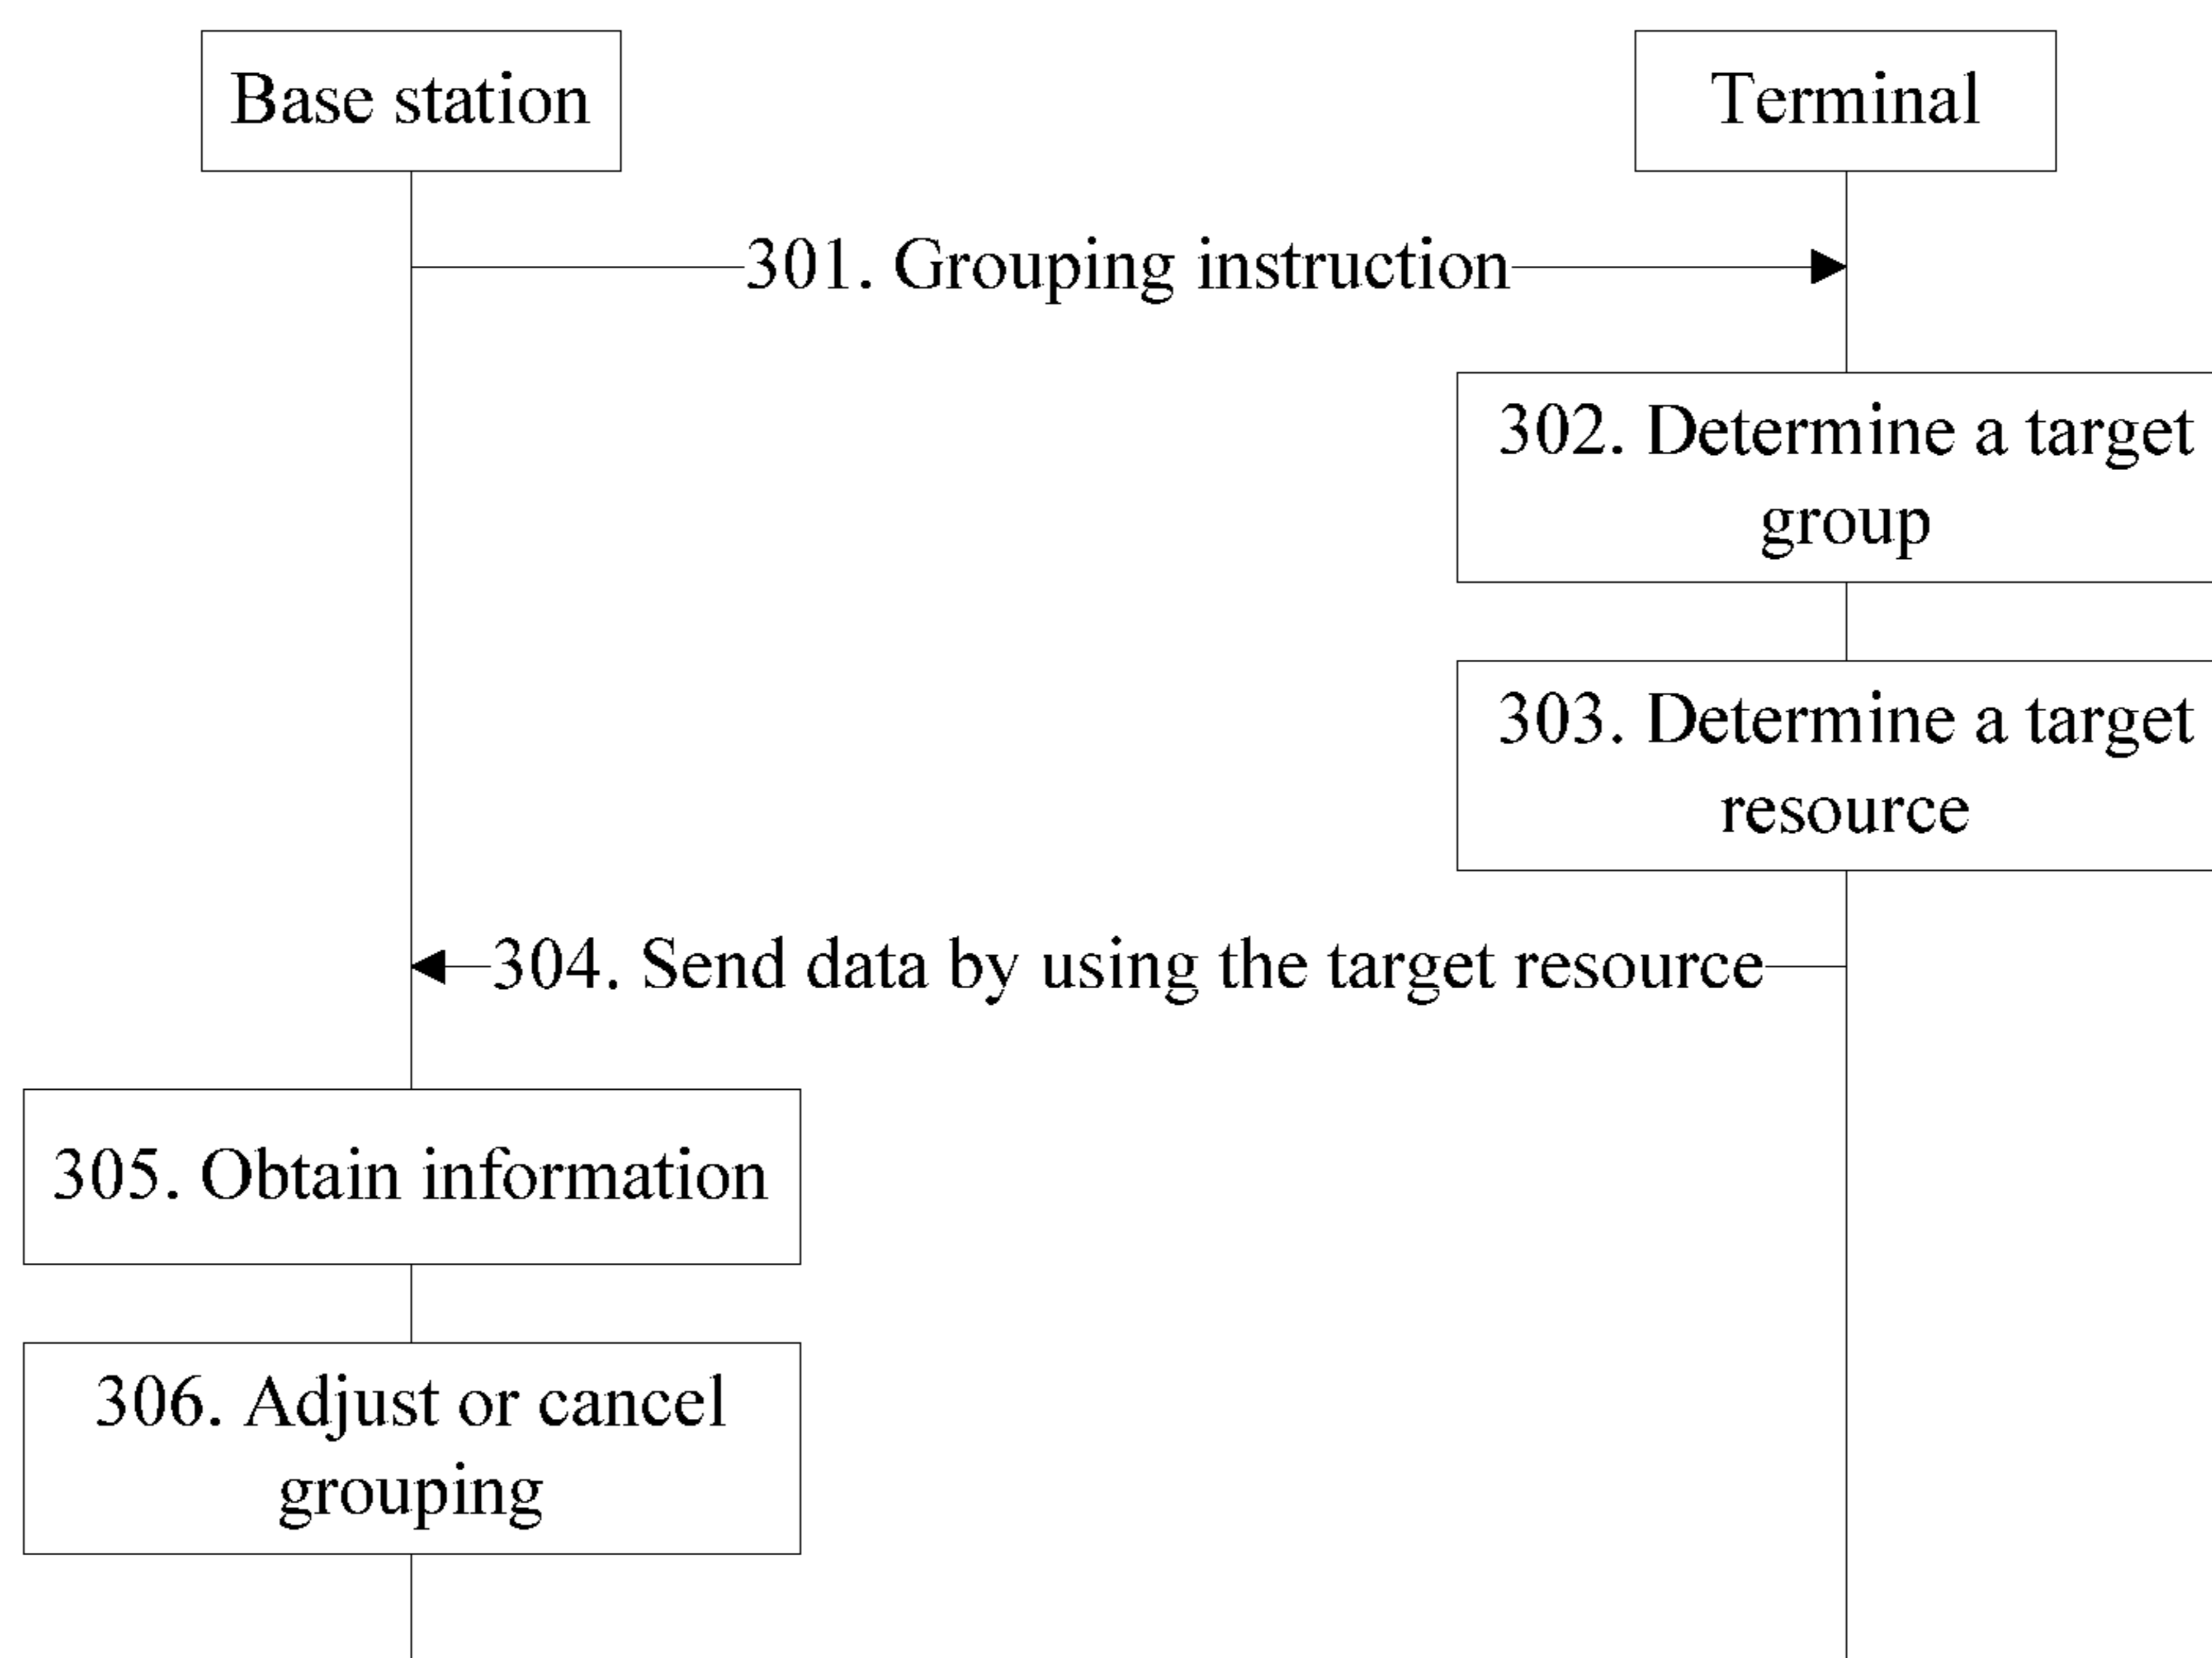 Base station
Terminal
301. Grouping instruction
302. Determine a target
group
303. Determine a target
resource
304. Send data by using the target resource
305. Obtain information
306. Adjust or cancel
grouping